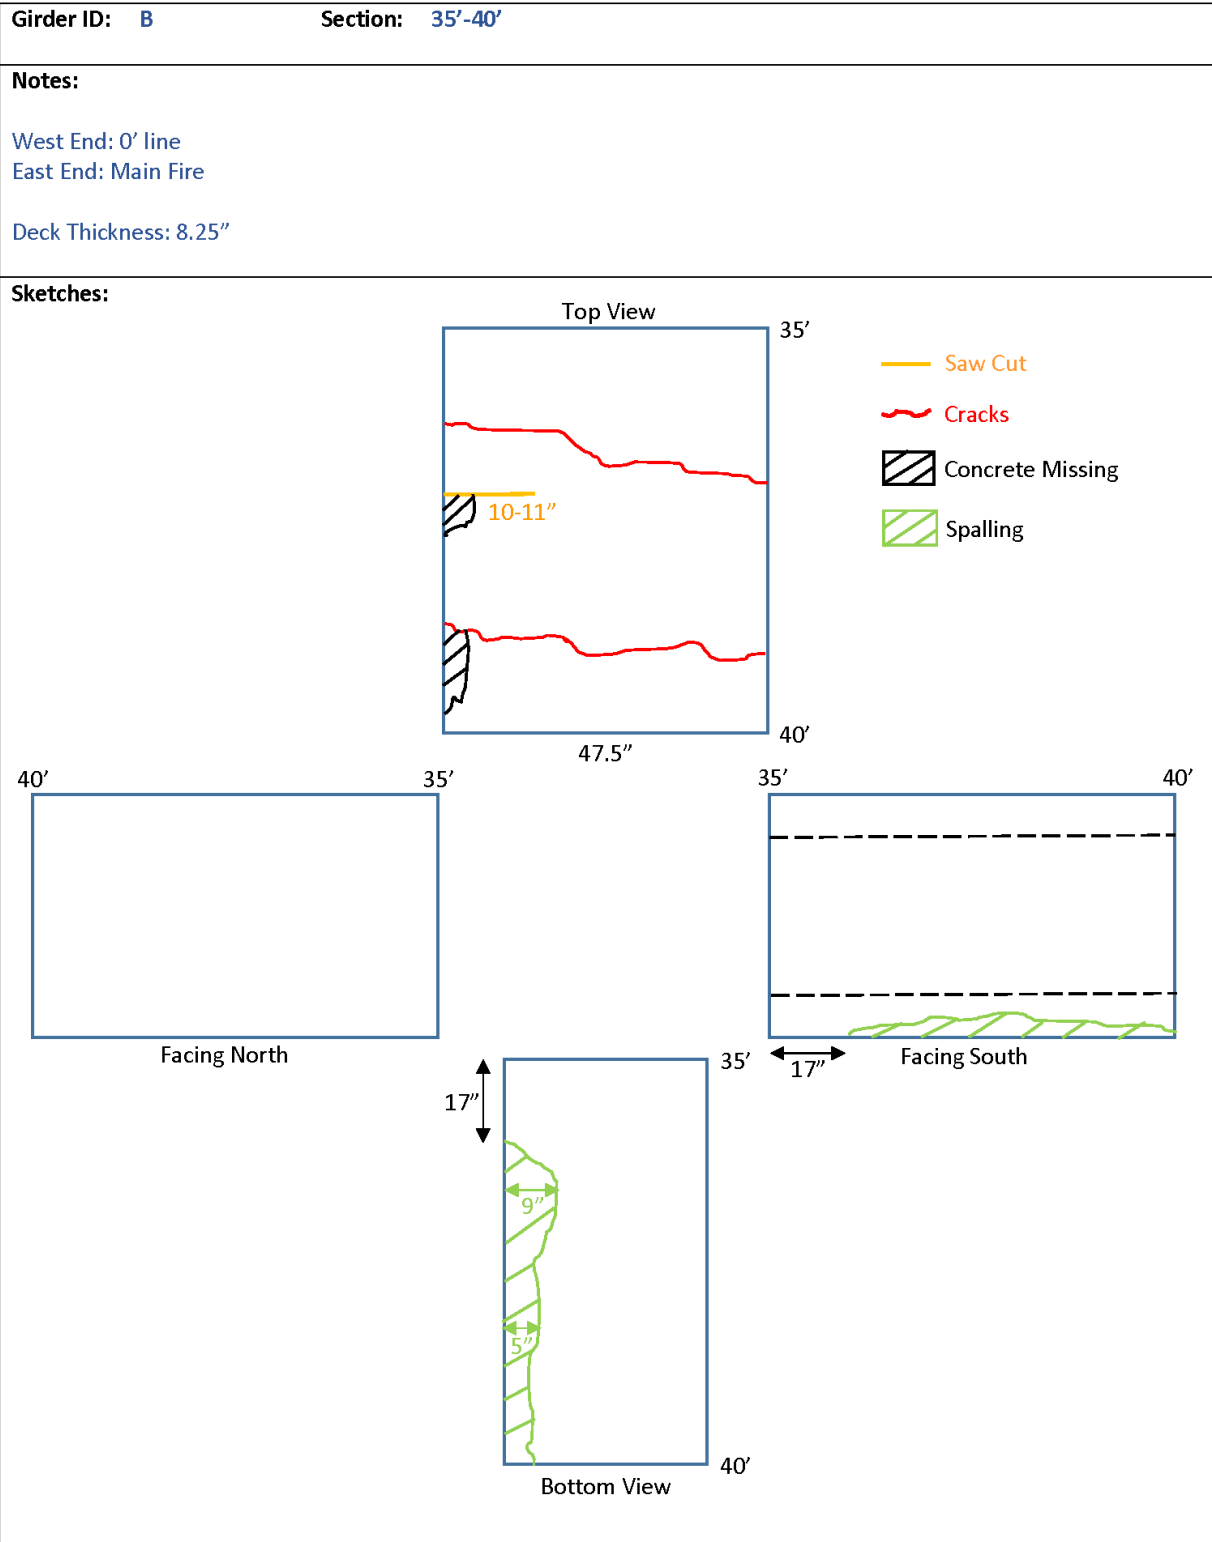 Girder ID: B Section: 35’-40’
Notes:
West End: 0’ line
East End: Main Fire
Deck Thickness: 8.25”
Sketches:
Top View
35’
Saw Cut
Cracks
Concrete Missing
10-11”
Spalling
40’
47.5”
40’ 35’
35’ 40’
Facing North
Facing South
17”
35’
17”
9”
5”
40’
Bottom View